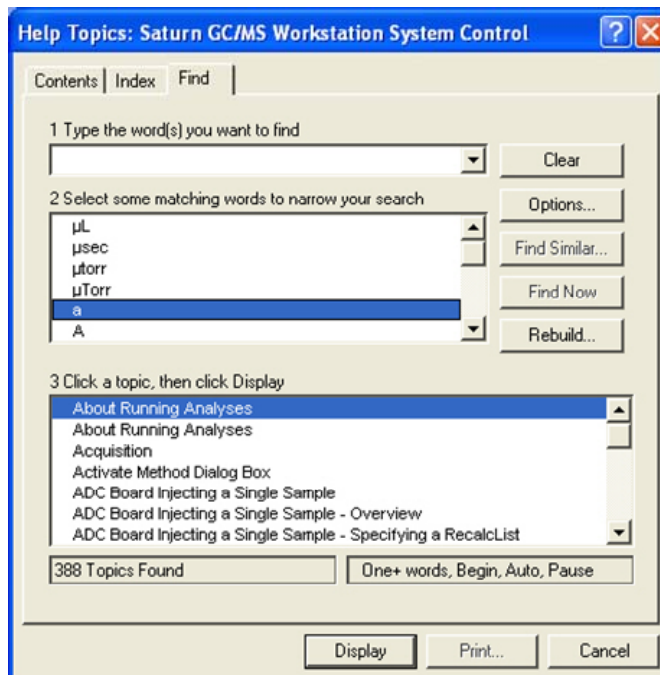 Help Topics: Saturn GC/MS Workstation System Control
Contents Index Find
1 Type the word(s) you want to find
Clear
2 Select some matching words to narrow your search
Options...
µL
µsec
Find Similar...
µtorr
µTorr
Find Now
a
A
Rebuild...
3 Click a topic, then click Display
About Running Analyses
About Running Analyses
Acquisition
Activate Method Dialog Box
ADC Board Injecting a Single Sample
ADC Board Injecting a Single Sample - Overview
ADC Board Injecting a Single Sample - Specifying a RecalcList
388 Topics Found One+ words, Begin, Auto, Pause
Display Print... Cancel